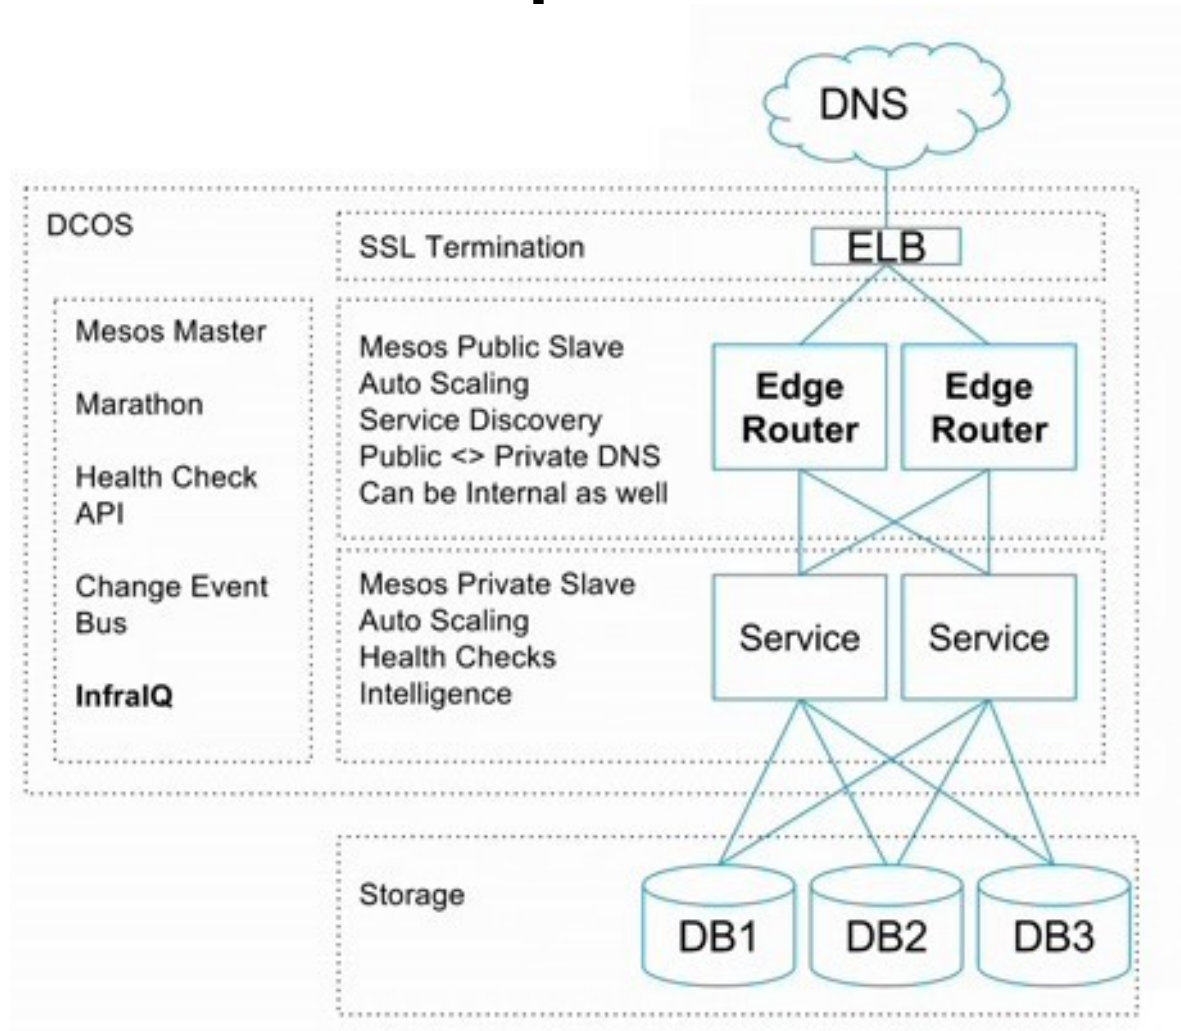 DNS
DCOS
SSL Termination
ELB
Mesos Master
Marathon
Health Check
API
Change Event
Bus
InfraIQ
Mesos Public Slave
Auto Scaling
Service Discovery
Public <> Private DNS
Can be Internal as well
Edge
Router
Edge
Router
Mesos Private Slave
Auto Scaling
Health Checks
Intelligence
Service
Service
Storage
DB1
DB2
DB3